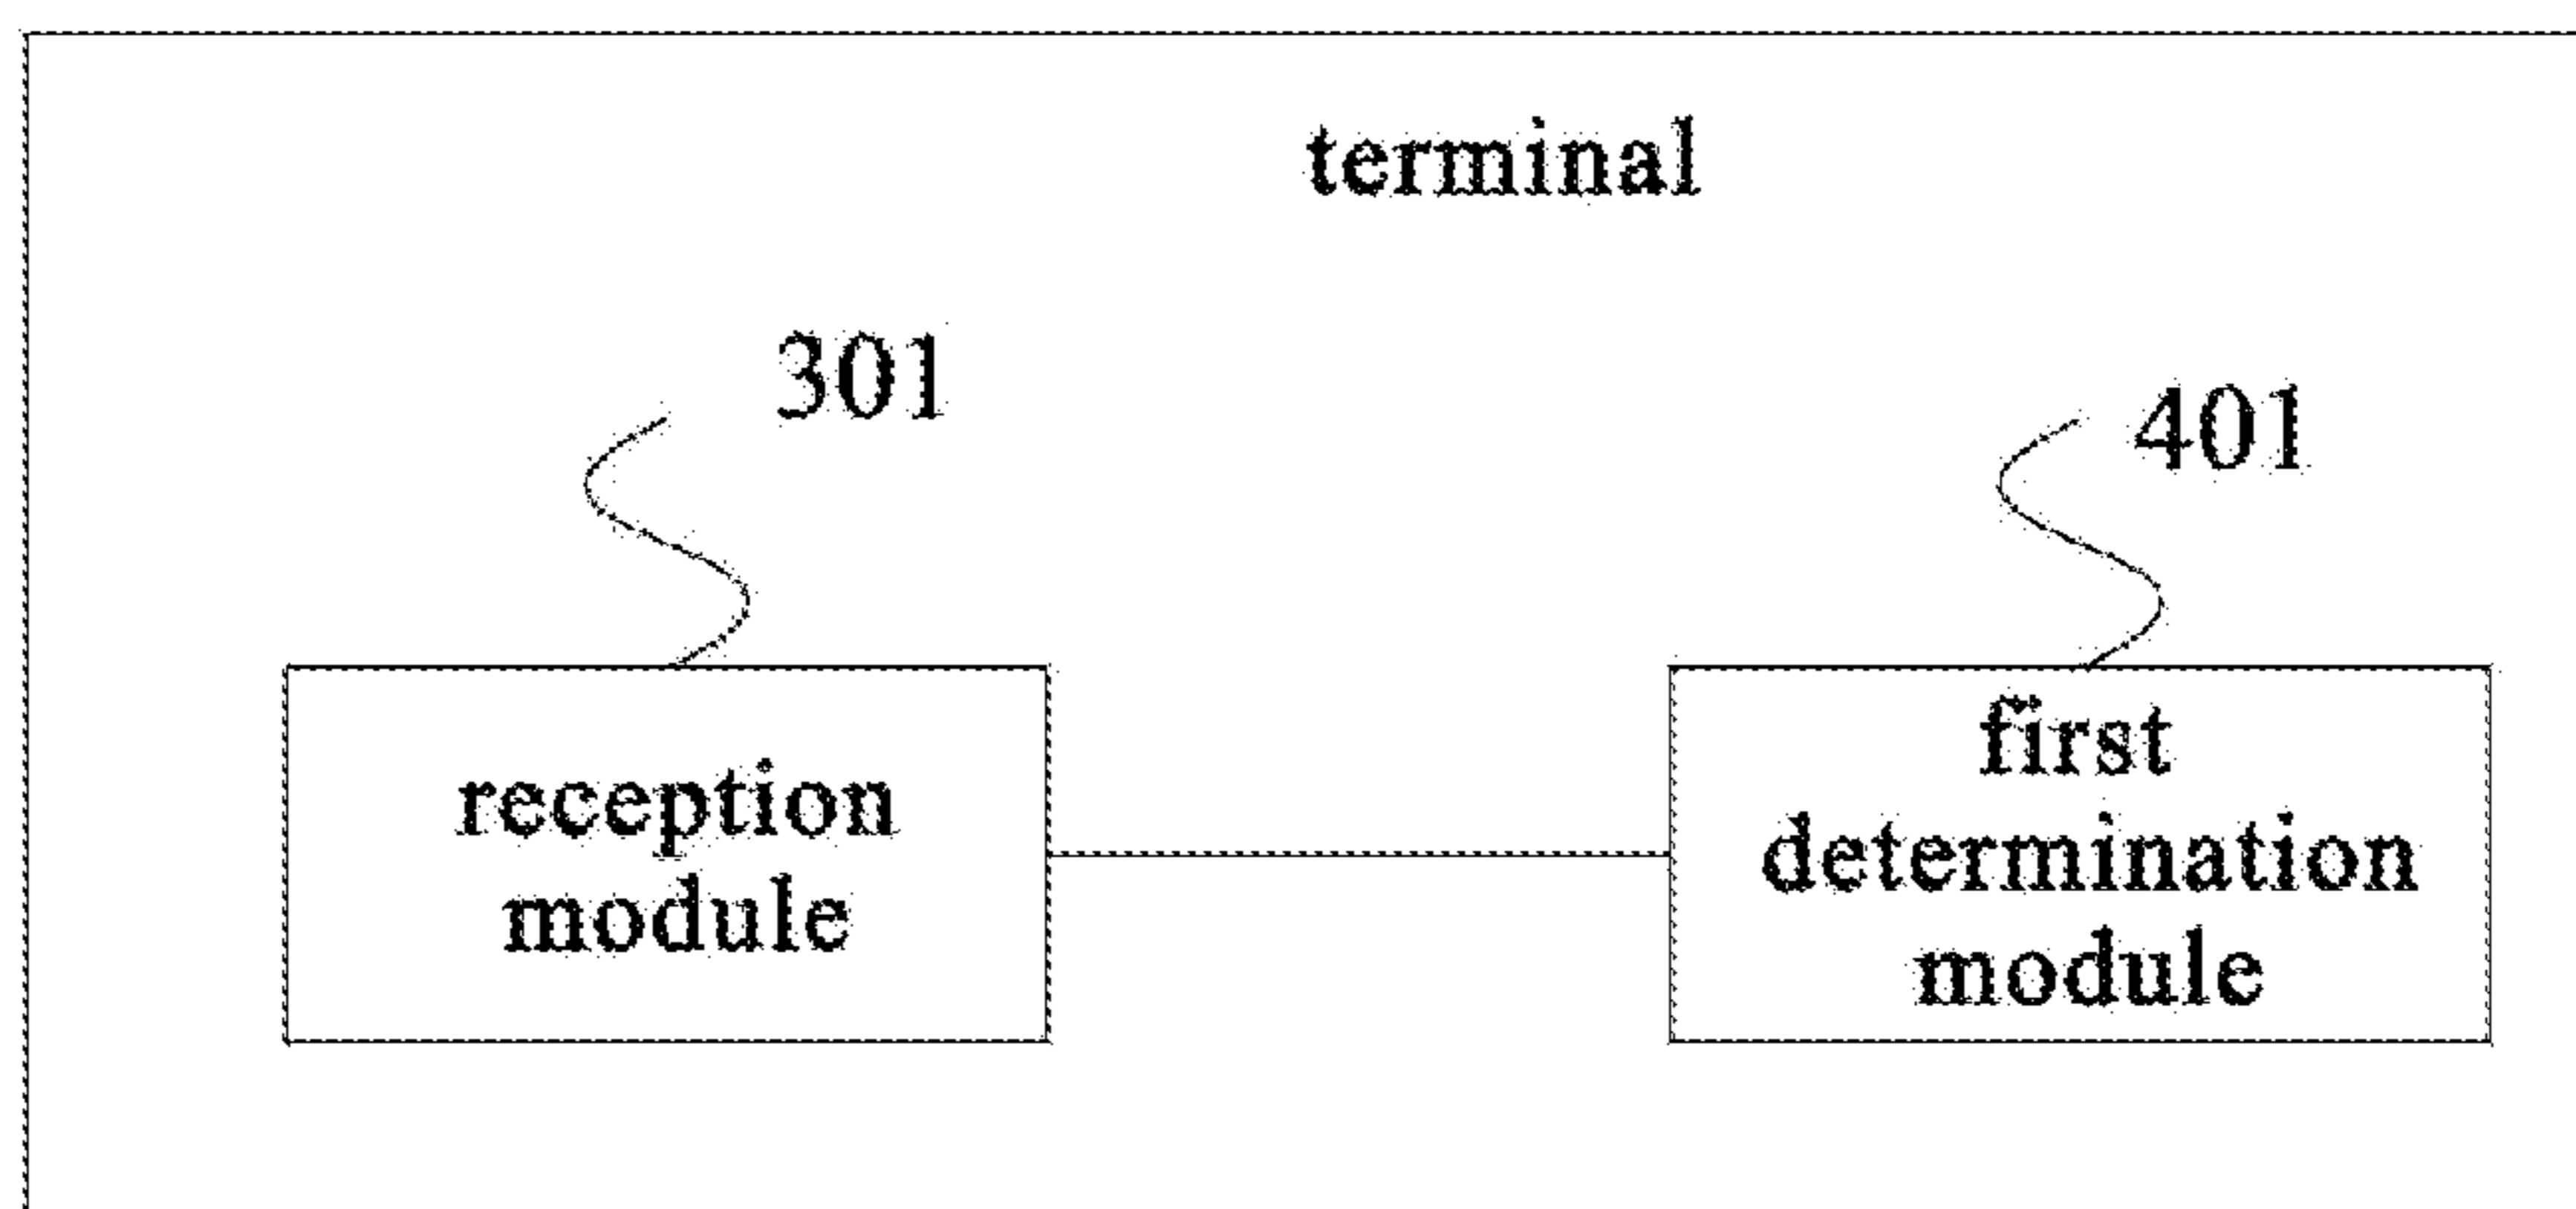 terminal
301
401
reception
module
first
determination
module